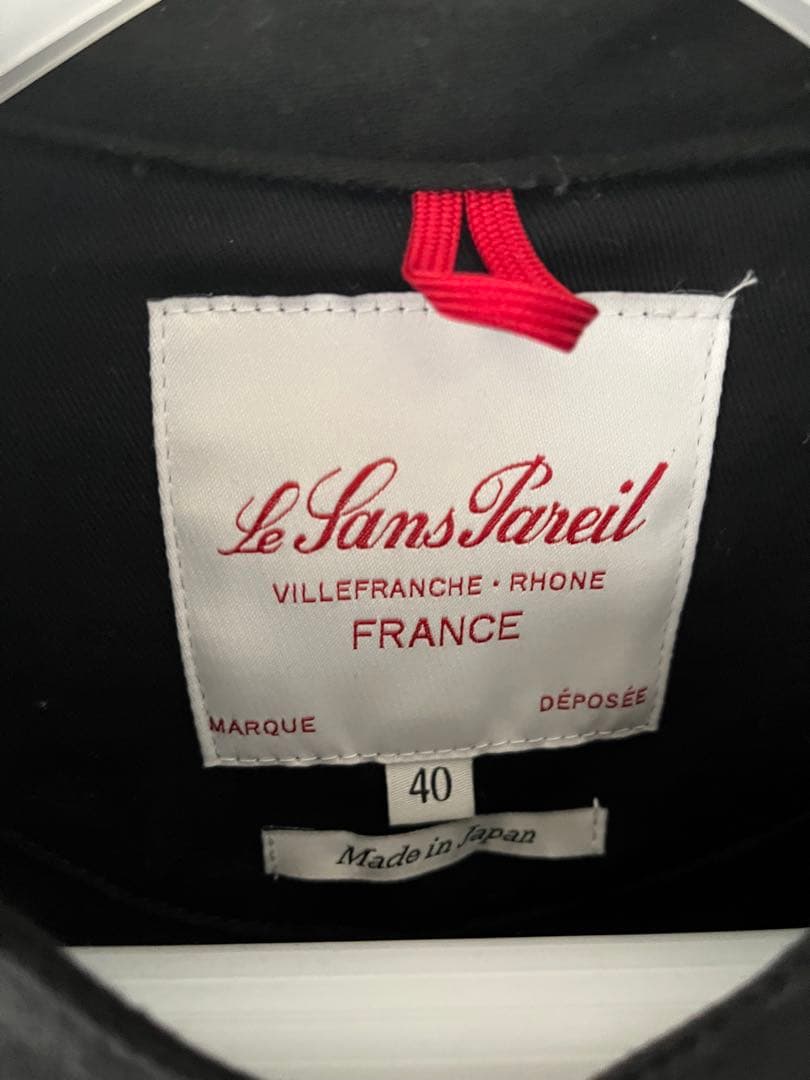 Le Sans Pareil
VILLEFRANCHE · RHONE
FRANCE
MARQUE DÉPOSÉE
40
Made in Japan